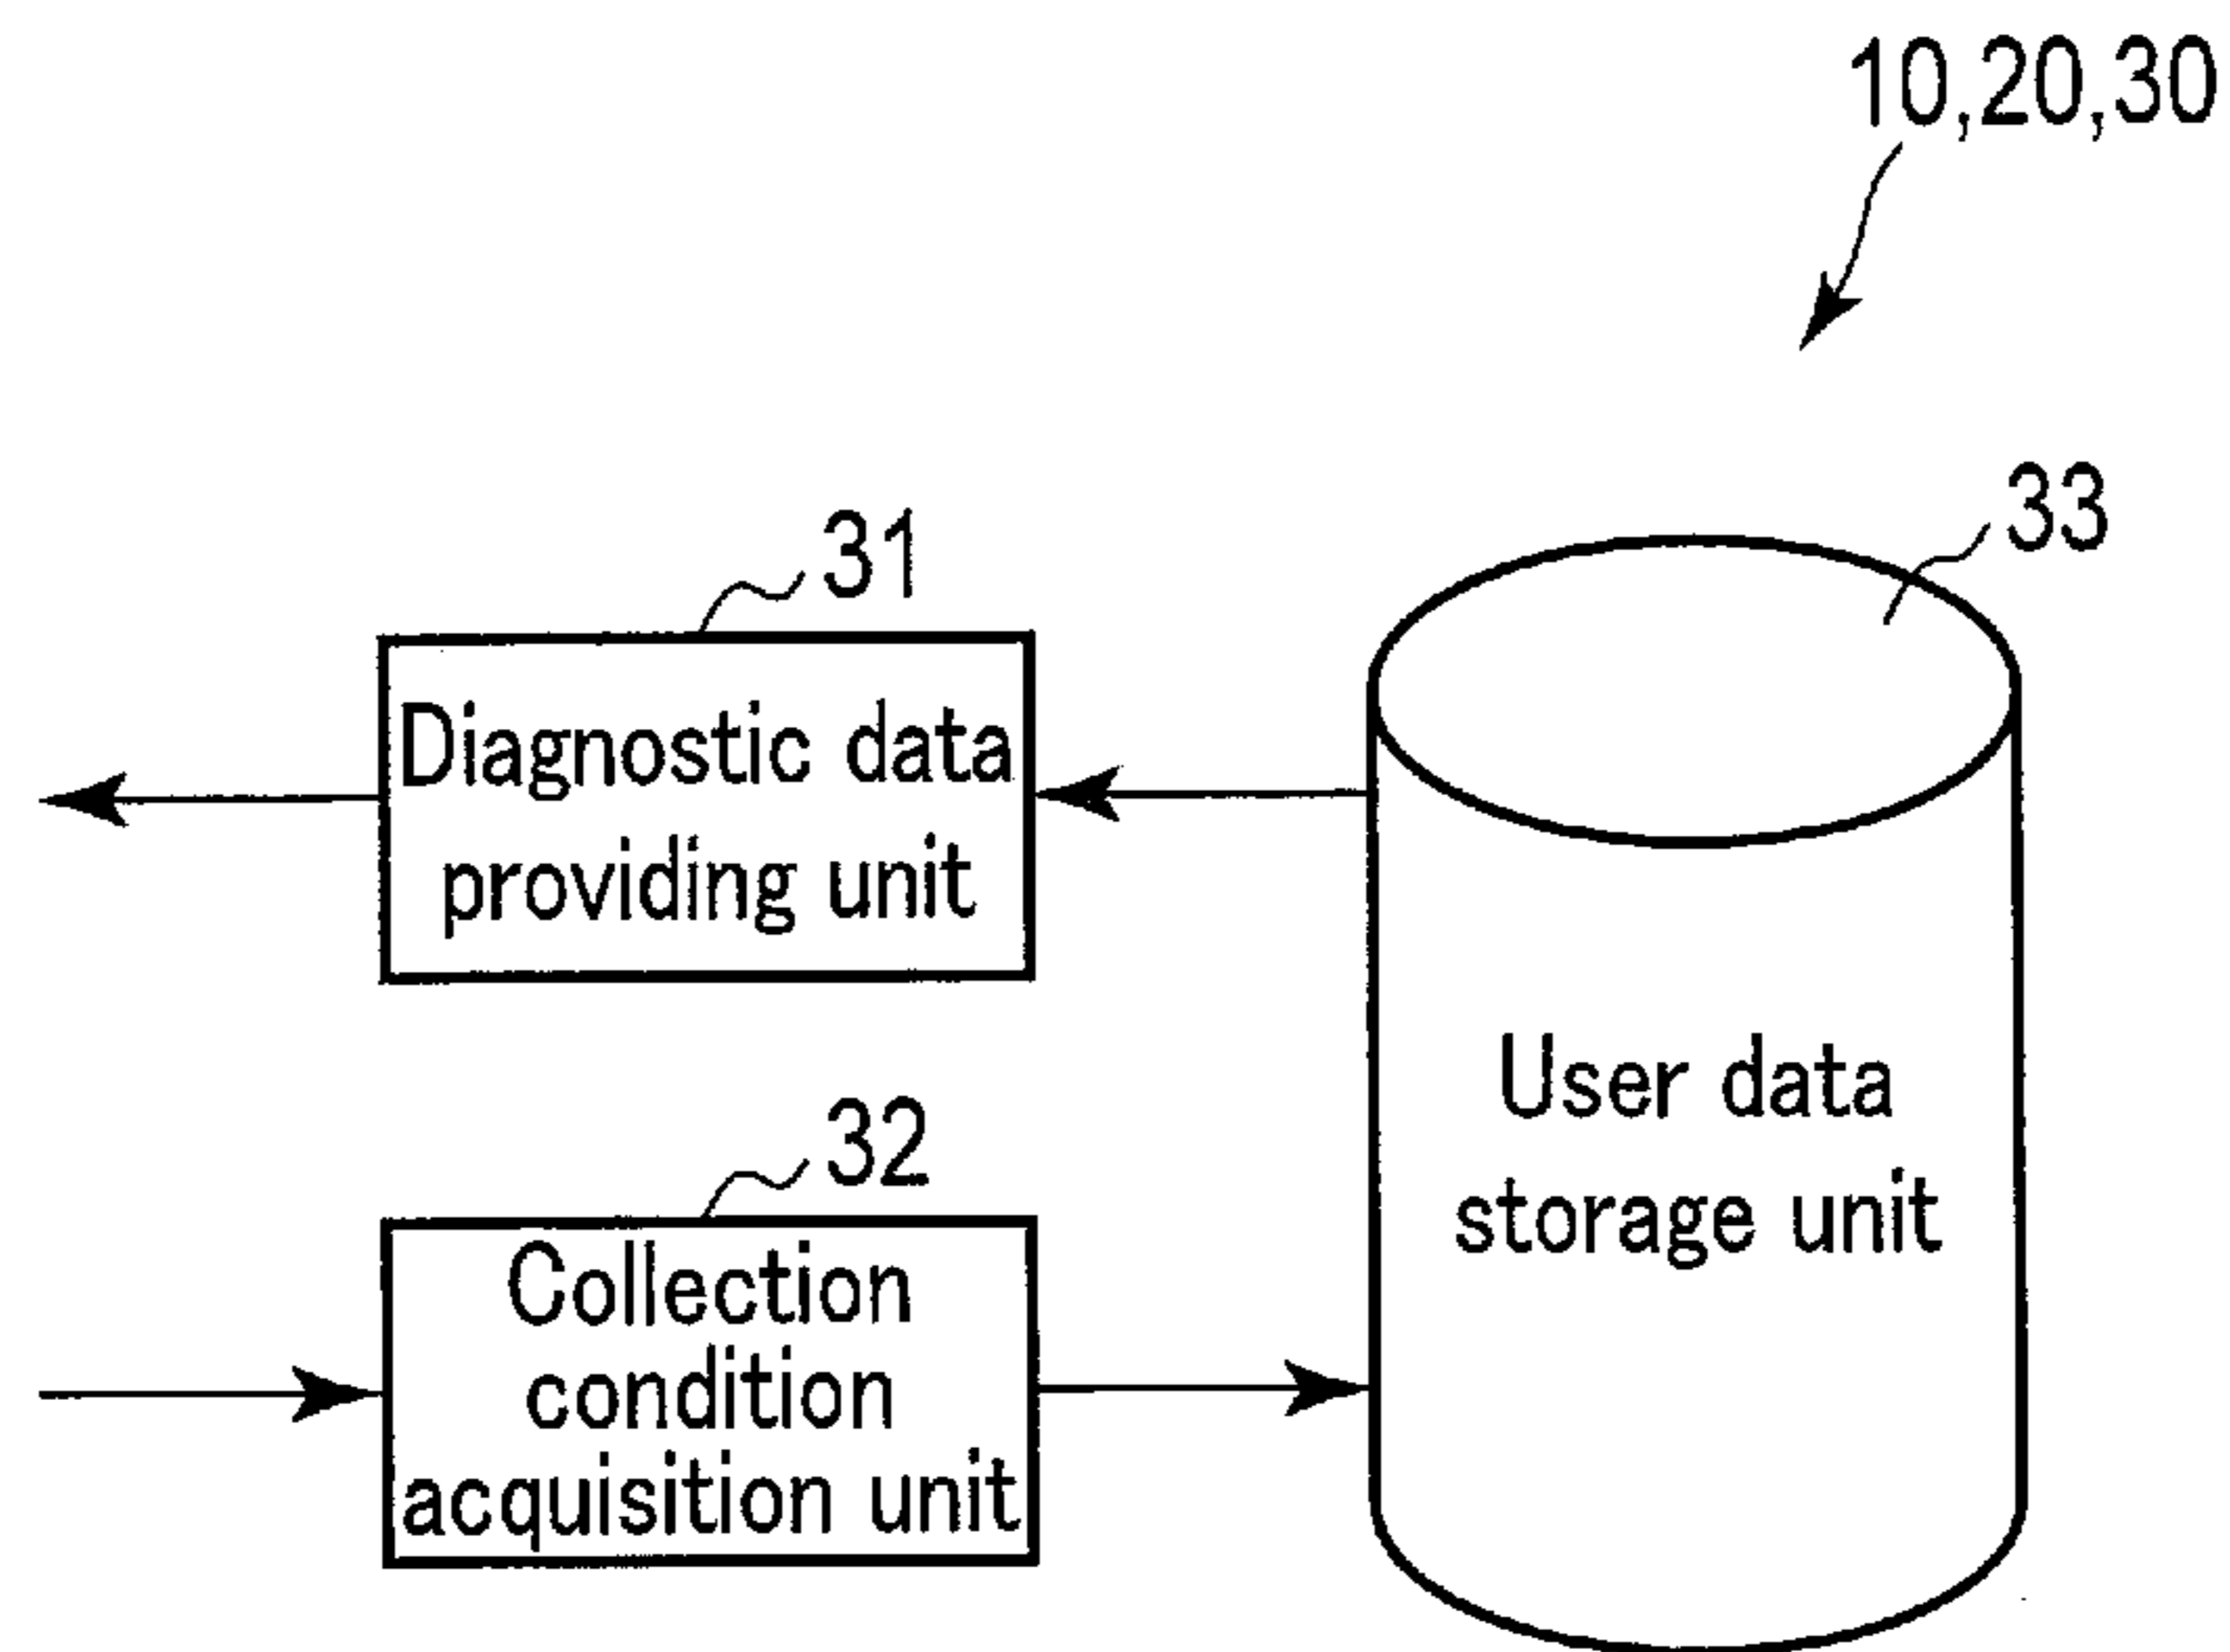 10,20,30
33
31
Diagnostic data
providing unit
User data
storage unit
32
Collection
condition
acquisition unit